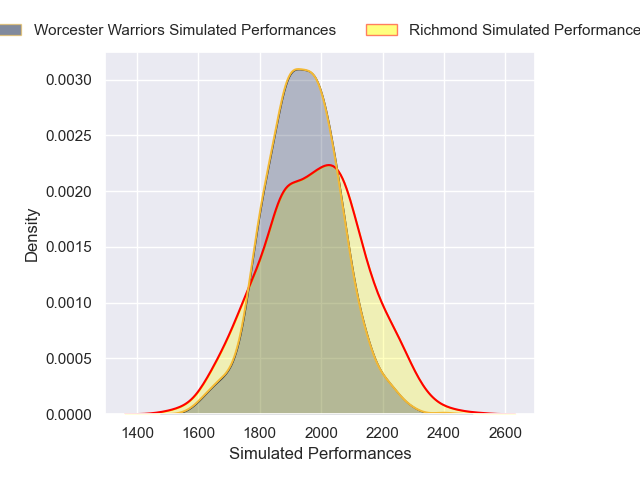 Worcester Warriors Simulated Performances
Richmond Simulated Performance
0.0030
0.0025
0.0020
0.0015
0.0010
0.0005
0.0000
Density
1400 1600 1800 2000 2200 2400 2600
Simulated Performances